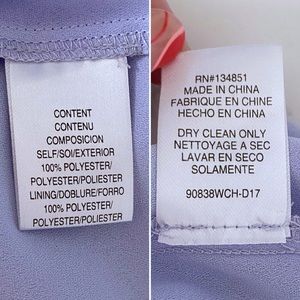 CONTENT
CONTENU
COMPOSICION
SELF/SOI/EXTERIOR
100% POLYESTER/
POLYESTER/POLIESTER
LINING/DOBLURE/FORRO
100% POLYESTER/
POLYESTER/POLIESTER
RN#134851
MADE IN CHINA
FABRIQUE EN CHINE
HECHO EN CHINA
DRY CLEAN ONLY
NETTOYAGE A SEC
LAVAR EN SECO
SOLAMENTE
90838WCH-D17